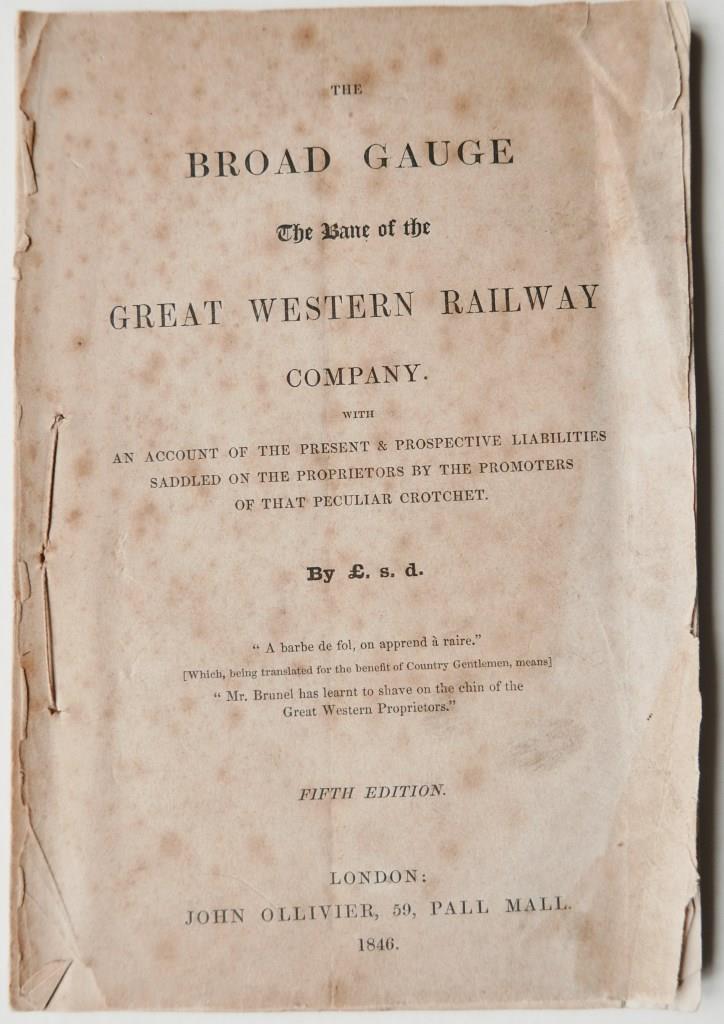 THE
BROAD GAUGE
The Bane of the
GREAT WESTERN RAILWAY
COMPANY.
WITH
AN ACCOUNT OF THE PRESENT & PROSPECTIVE LIABILITIES
SADDLED ON THE PROPRIETORS BY THE PROMOTERS
OF THAT PECULIAR CROTCHET.
By £. s. d.
“ A barbe de fol, on apprend à raire.”
[Which, being translated for the benefit of Country Gentlemen, means]
“ Mr. Brunel has learnt to shave on the chin of the
Great Western Proprietors.”
FIFTH EDITION.
LONDON:
JOHN OLLIVIER, 59, PALL MALL.
1846.